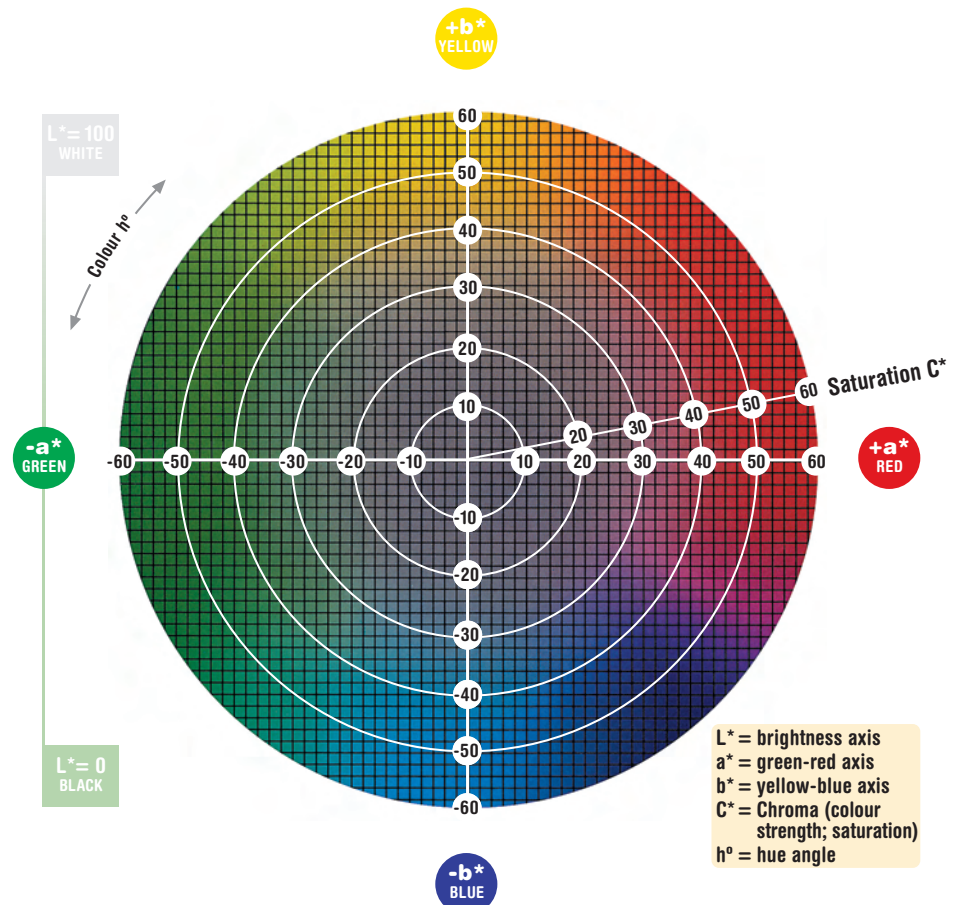 +b*
YELLOW
L*= 100
WHITE
Colour hº
60
50
40
30
20
10
60 Saturation C*
50
40
30
20
-a*
GREEN
-60 -50 -40 -30 -20 -10 10 20 30 40 50 60
+a*
RED
-10
-20
-30
-40
-50
-60
L*= 0
BLACK
L* = brightness axis
a* = green-red axis
b* = yellow-blue axis
C* = Chroma (colour
strength; saturation)
hº = hue angle
-b*
BLUE